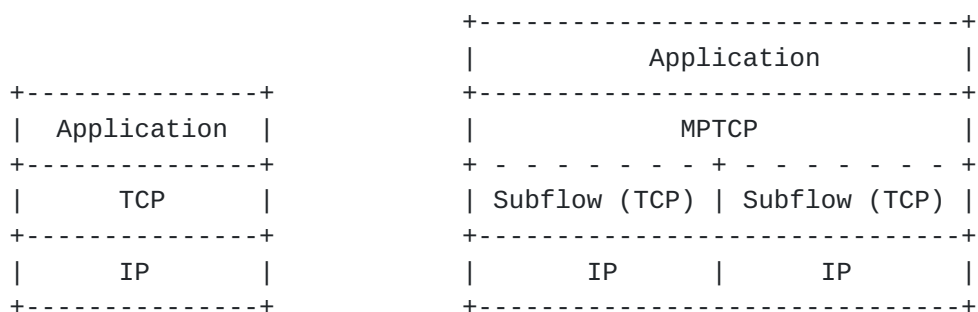 Application
Application
MPTCP
TCP
Subflow (TCP) | Subflow (TCP)
IP
IP | IP